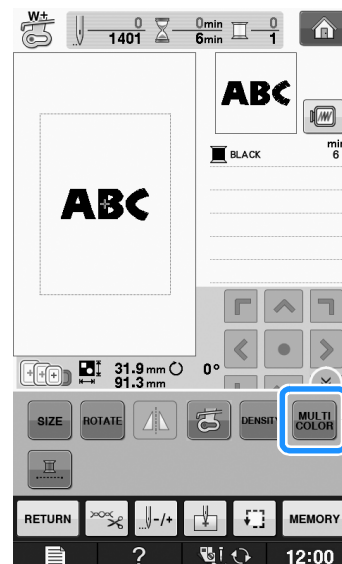 W+
0 0min 0
1401 6min 1
ABC
min
BLACK 6
ABC
31.9 mm 0°
91.3 mm
SIZE ROTATE DENSITY MULTI COLOR
RETURN -/+ MEMORY
? 12:00